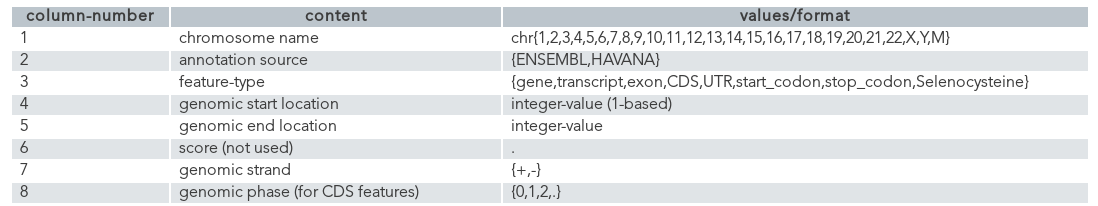 column-number content values/format
1 chromosome name chr{1,2,3,4,5,6,7,8,9,10,11,12,13,14,15,16,17,18,19,20,21,22,X,Y,M}
2 annotation source {ENSEMBL,HAVANA}
3 feature-type {gene,transcript,exon,CDS,UTR,start_codon,stop_codon,Selenocysteine}
4 genomic start location integer-value (1-based)
5 genomic end location integer-value
6 score (not used) .
7 genomic strand {+,-}
8 genomic phase (for CDS features) {0,1,2,.}